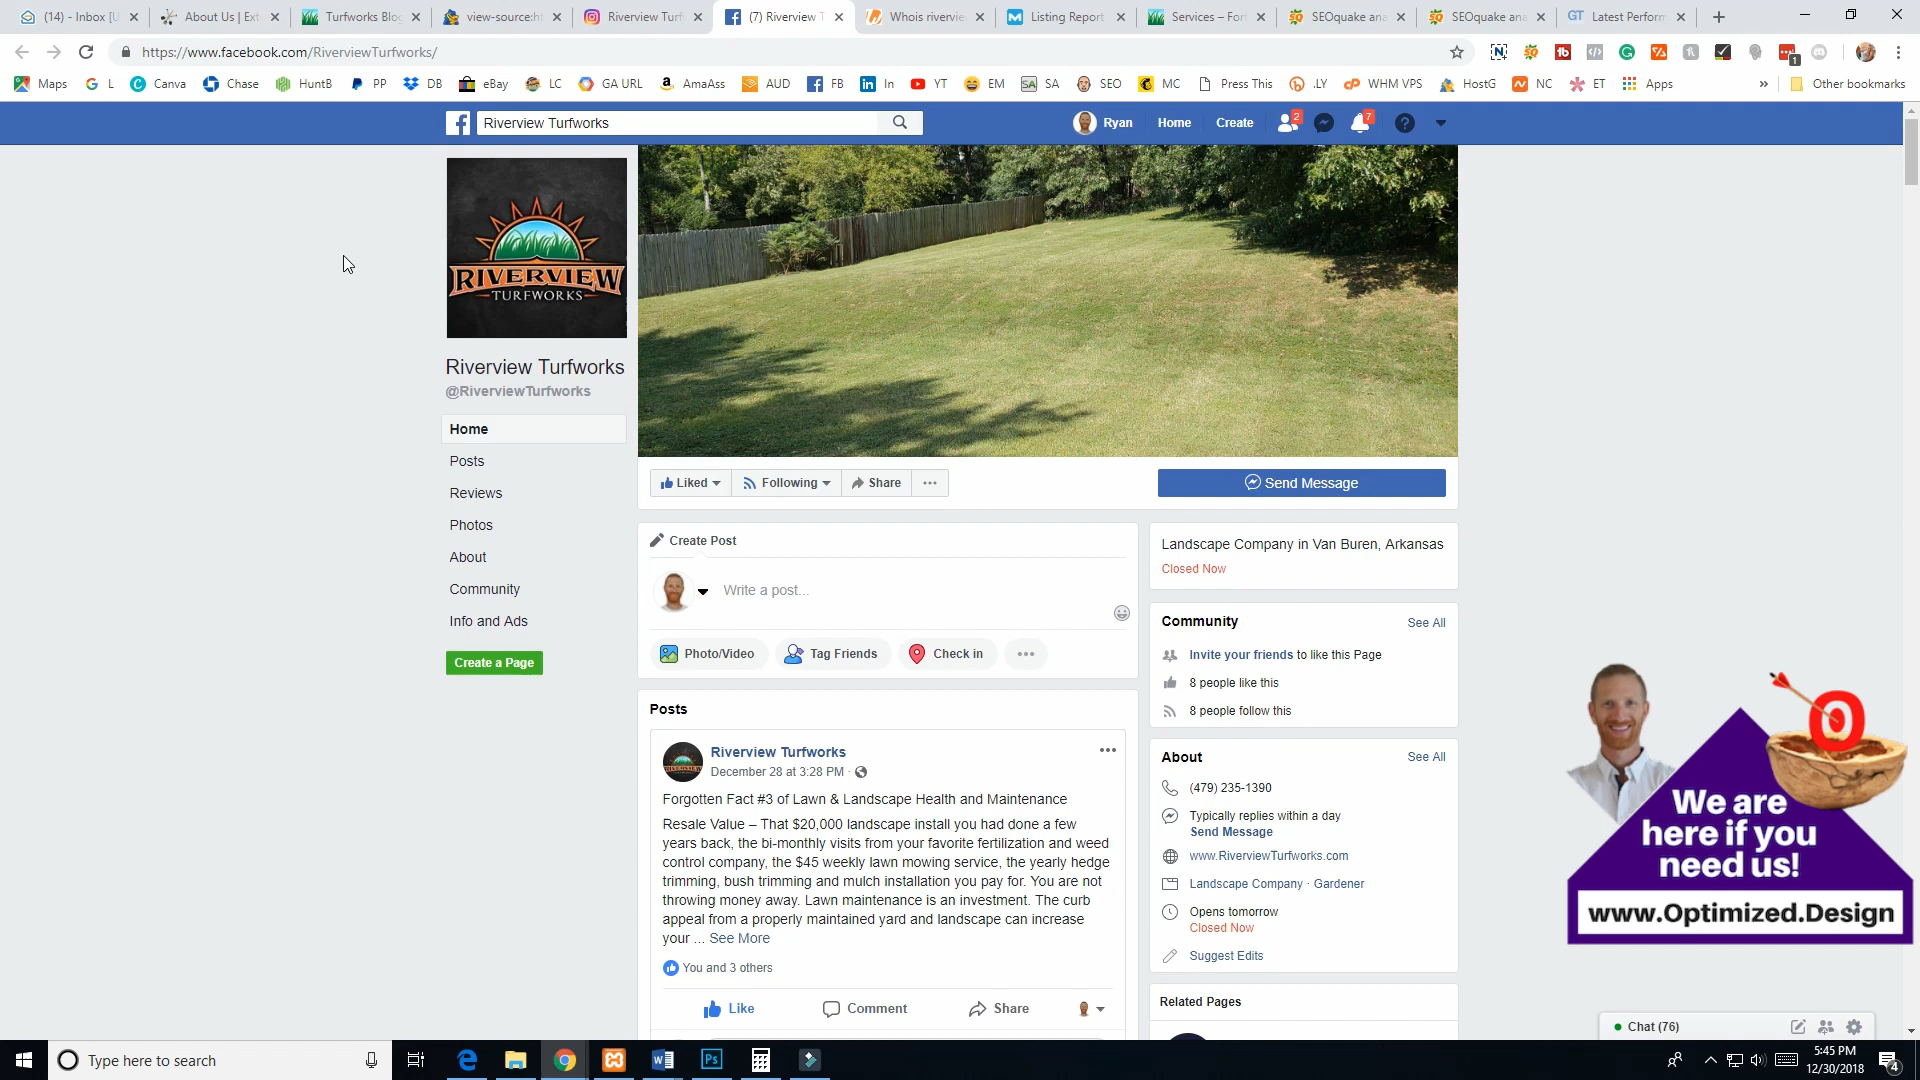 (14) - Inbox [U
About Us | Ext
Turfworks Blog
view-source:ht
Riverview Turf
(7) Riverview T
Whois rivervie
Listing Report
Services – Fort
SEOquake ana
SEOquake ana
GT Latest Perform
https://www.facebook.com/RiverviewTurfworks/
Maps
G L
Canva
Chase
HuntB
PP
DB
eBay
LC
GA URL
AmaAss
AUD
FB
In
YT
EM
SA
SEO
MC
Press This
.LY
WHM VPS
HostG
NC
ET
Apps
»
Other bookmarks
Riverview Turfworks
Ryan
Home
Create
2
7
RIVERVIEW
TURFWORKS
Riverview Turfworks
@RiverviewTurfworks
Home
Posts
Reviews
Photos
About
Community
Info and Ads
Create a Page
Liked
Following
Share
Send Message
Create Post
Write a post...
Photo/Video
Tag Friends
Check in
Posts
Riverview Turfworks
December 28 at 3:28 PM ·
Forgotten Fact #3 of Lawn & Landscape Health and Maintenance
Resale Value – That $20,000 landscape install you had done a few
years back, the bi-monthly visits from your favorite fertilization and weed
control company, the $45 weekly lawn mowing service, the yearly hedge
trimming, bush trimming and mulch installation you pay for. You are not
throwing money away. Lawn maintenance is an investment. The curb
appeal from a properly maintained yard and landscape can increase
your ... See More
You and 3 others
Like
Comment
Share
Landscape Company in Van Buren, Arkansas
Closed Now
Community
See All
Invite your friends to like this Page
8 people like this
8 people follow this
About
See All
(479) 235-1390
Typically replies within a day
Send Message
www.RiverviewTurfworks.com
Landscape Company · Gardener
Opens tomorrow
Closed Now
Suggest Edits
Related Pages
We are
here if you
need us!
www.Optimized.Design
Chat (76)
Type here to search
5:45 PM
12/30/2018
4